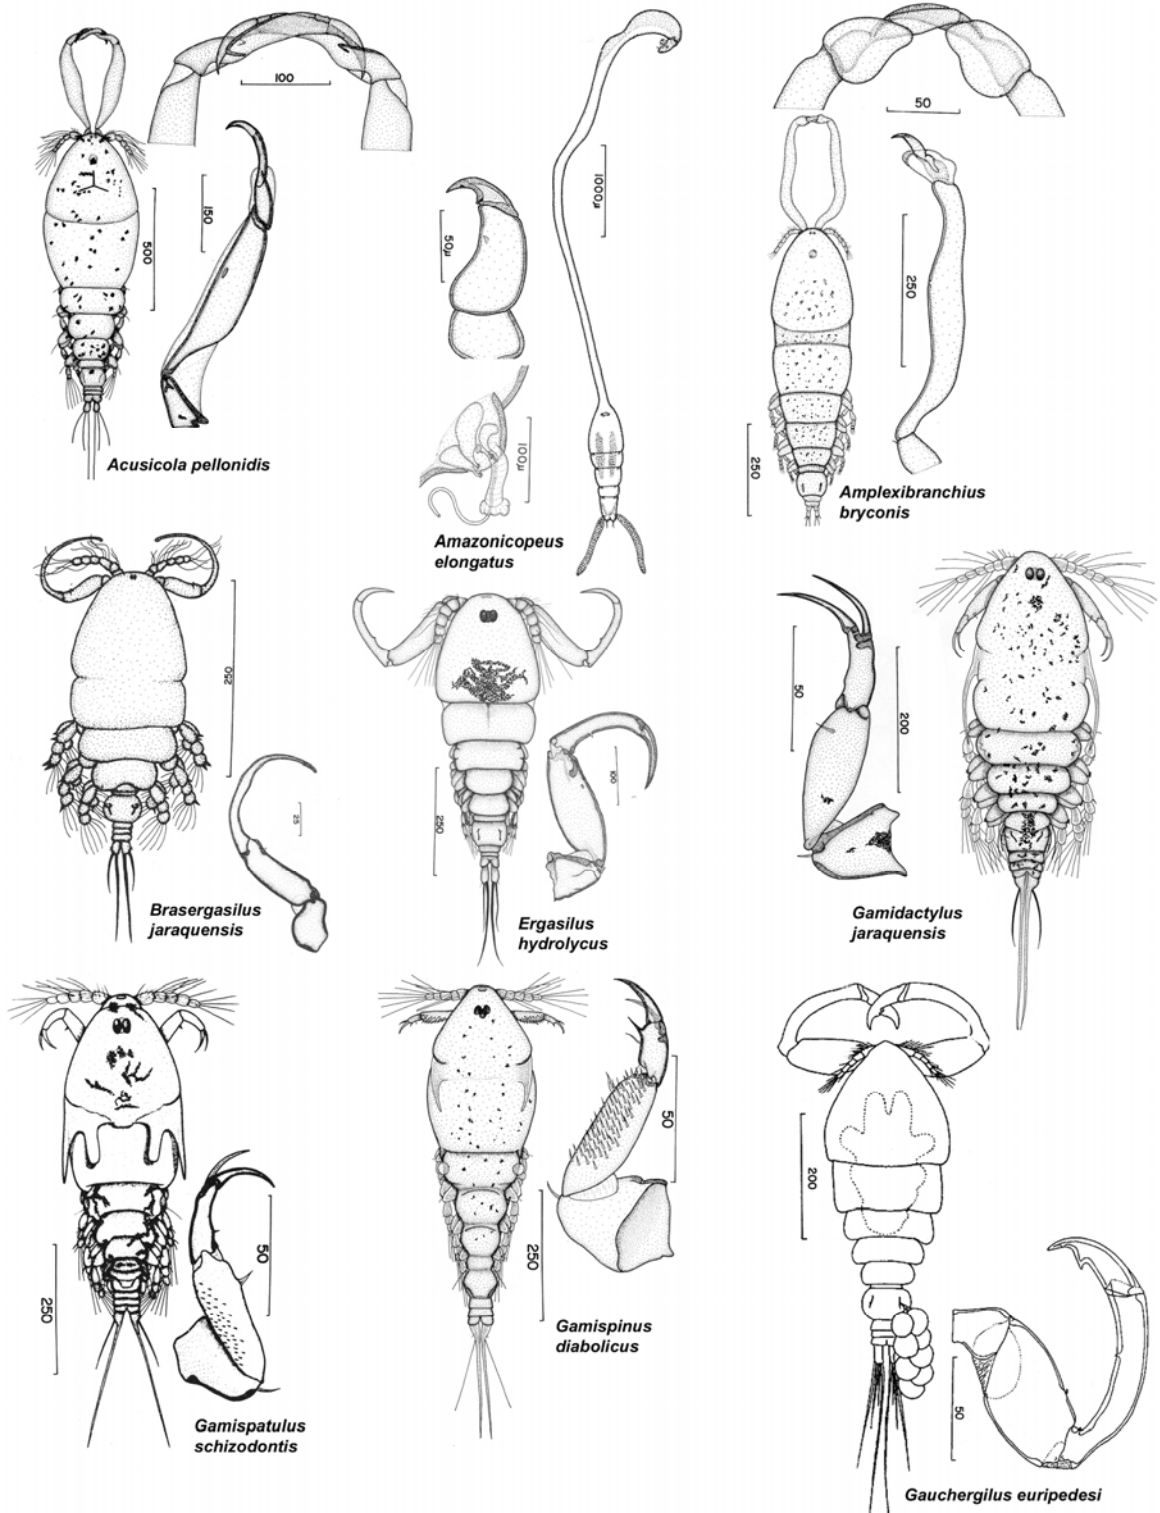 100
50
500
150
50μ
1000μ
100μ
250
250
Acusicola pellonidis
Amazonicopeus
elongatus
Amplexibranchius
bryconis
250
25
100
250
50
200
Brasergasilus
jaraquensis
Ergasilus
hydrolycus
Gamidactylus
jaraquensis
250
50
50
250
200
50
Gamispatulus
schizodontis
Gamispinus
diabolicus
Gauchergilus euripedesi